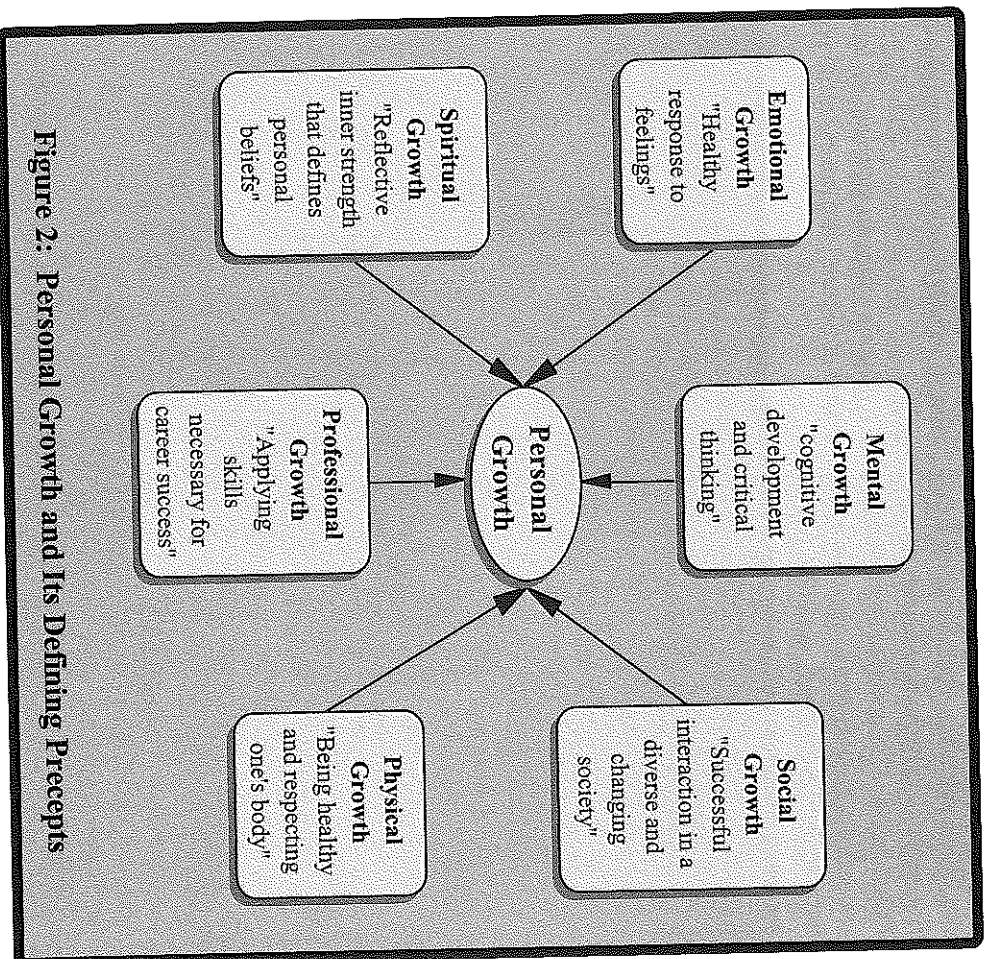 Emotional
Growth
"Healthy
response to
feelings"
Mental
Growth
"cognitive
development
and critical
thinking"
Social
Growth
"Successful
interaction in a
diverse and
changing
society"
Personal
Growth
Spiritual
Growth
"Reflective
inner strength
that defines
personal
beliefs"
Professional
Growth
"Applying
skills
necessary for
career success"
Physical
Growth
"Being healthy
and respecting
one's body"
Figure 2: Personal Growth and Its Defining Precepts